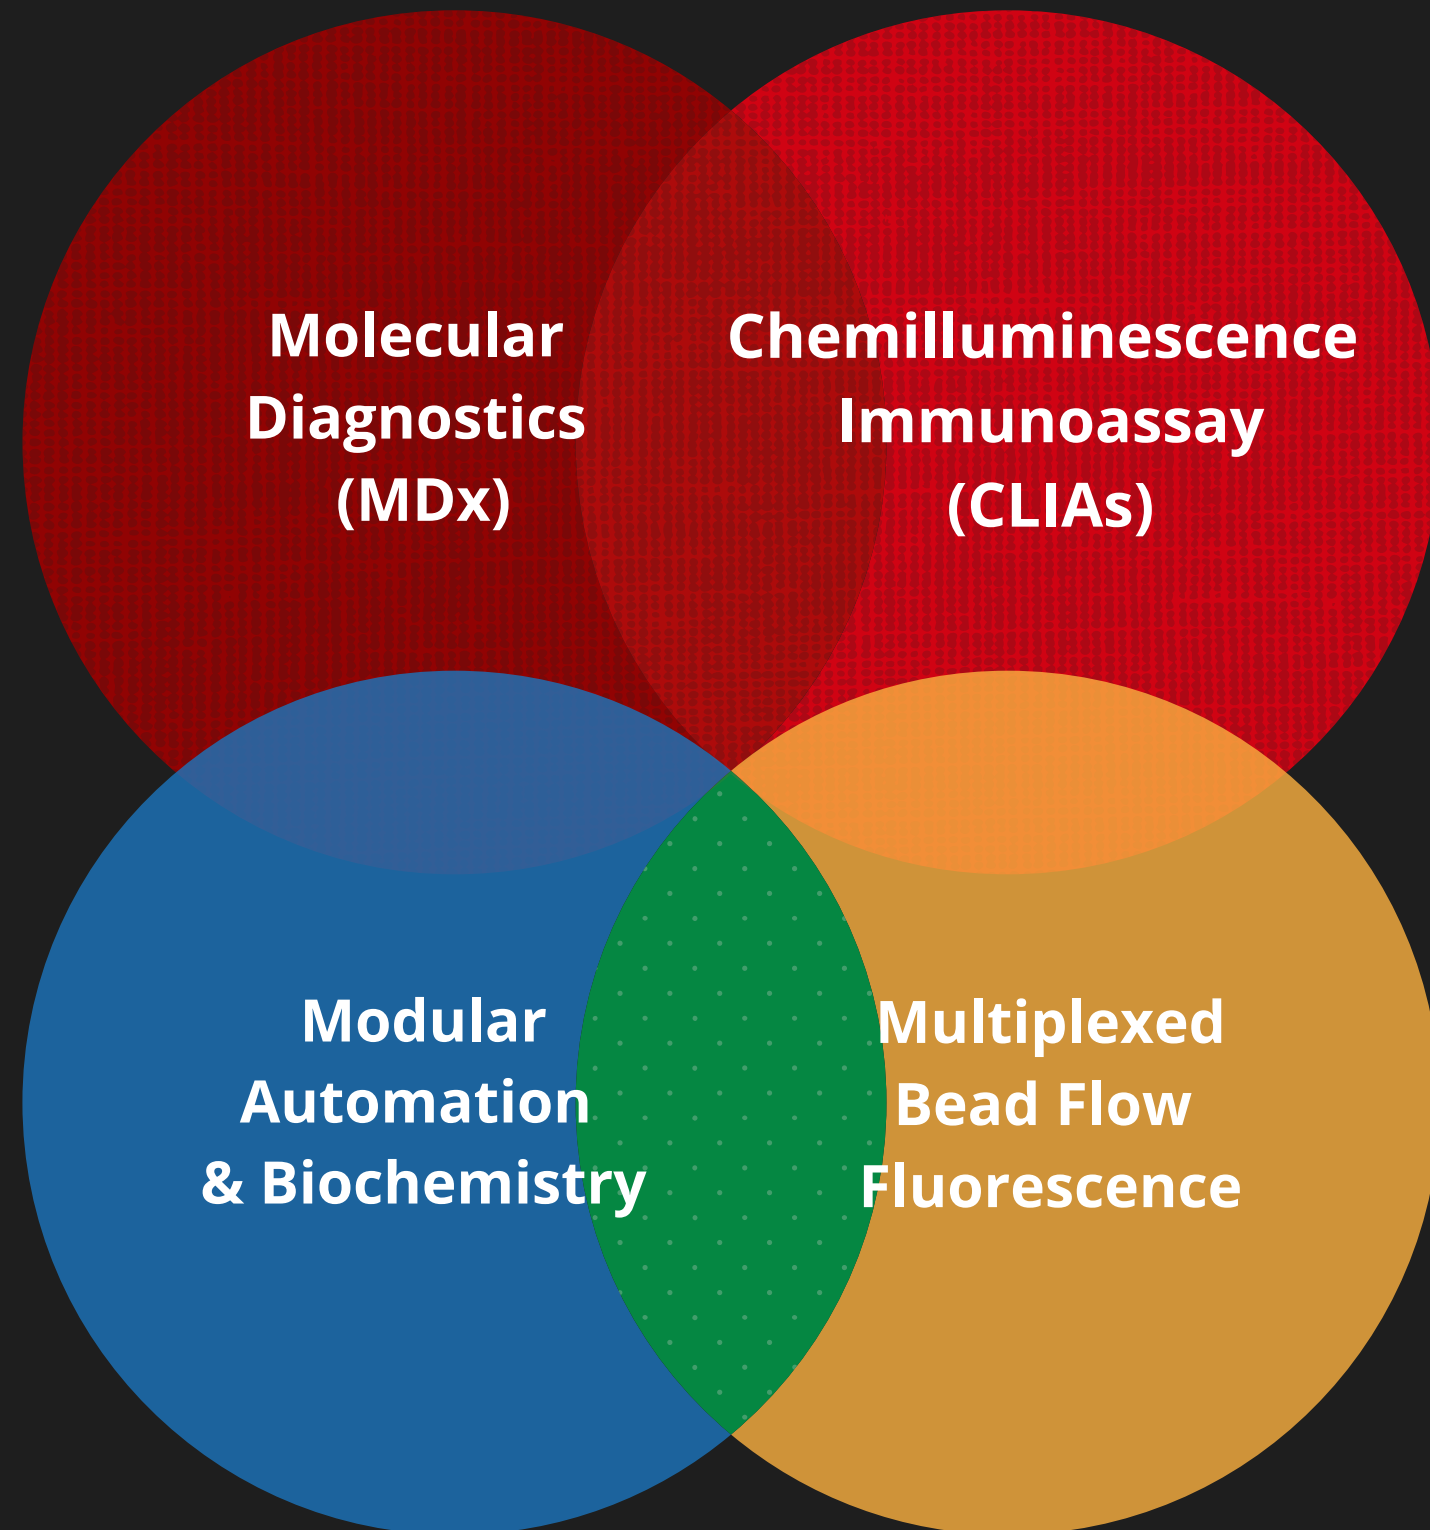 Molecular
Diagnostics
(MDx)
Chemilluminescence
Immunoassay
(CLIAs)
Modular
Automation
& Biochemistry
Multiplexed
Bead Flow
Fluorescence